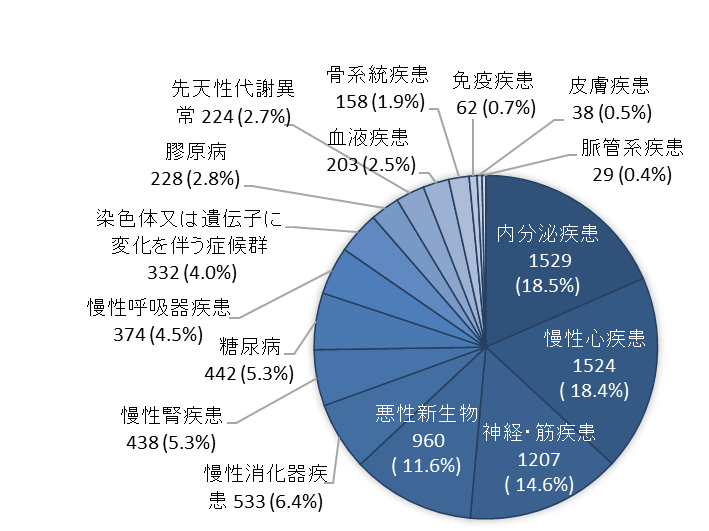 内分泌疾患
1529
(18.5%)
慢性心疾患
1524
( 18.4%)
神経・筋疾患
1207
( 14.6%)
悪性新生物
960
( 11.6%)
慢性消化器疾
患 533 (6.4%)
慢性腎疾患
438 (5.3%)
糖尿病
442 (5.3%)
慢性呼吸器疾患
374 (4.5%)
染色体又は遺伝子に
変化を伴う症候群
332 (4.0%)
膠原病
228 (2.8%)
先天性代謝異
常 224 (2.7%)
血液疾患
203 (2.5%)
骨系統疾患
158 (1.9%)
免疫疾患
62 (0.7%)
皮膚疾患
38 (0.5%)
脈管系疾患
29 (0.4%)